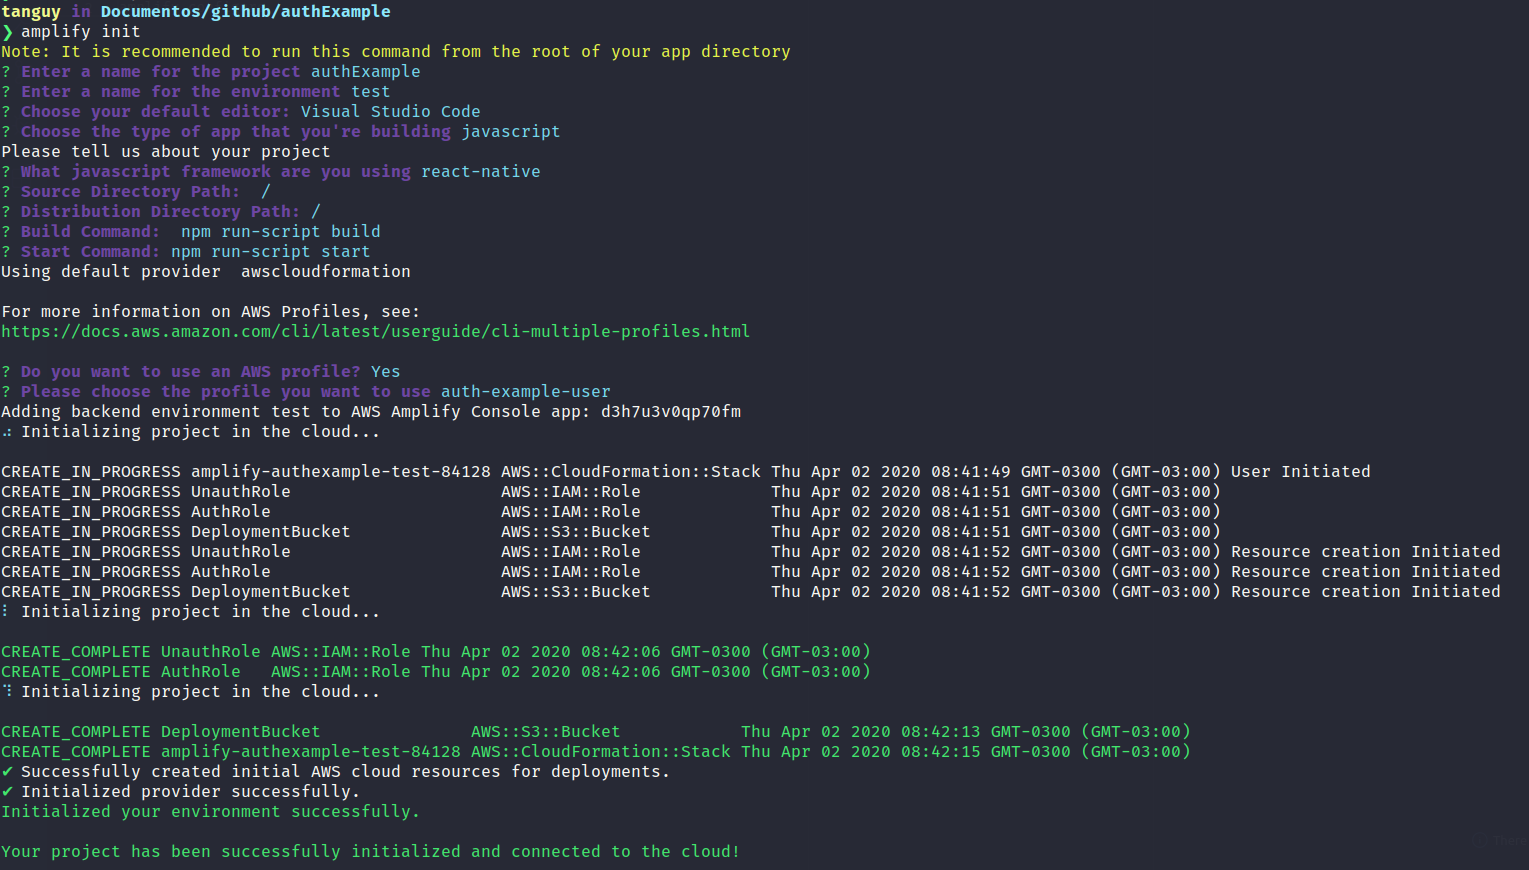 tanguy in Documentos/github/authExample
❯ amplify init
Note: It is recommended to run this command from the root of your app directory
? Enter a name for the project authExample
? Enter a name for the environment test
? Choose your default editor: Visual Studio Code
? Choose the type of app that you're building javascript
Please tell us about your project
? What javascript framework are you using react-native
? Source Directory Path:  /
? Distribution Directory Path: /
? Build Command:  npm run-script build
? Start Command: npm run-script start
Using default provider  awscloudformation
For more information on AWS Profiles, see:
https://docs.aws.amazon.com/cli/latest/userguide/cli-multiple-profiles.html
? Do you want to use an AWS profile? Yes
? Please choose the profile you want to use auth-example-user
Adding backend environment test to AWS Amplify Console app: d3h7u3v0qp70fm
⠴ Initializing project in the cloud...
CREATE_IN_PROGRESS amplify-authexample-test-84128 AWS::CloudFormation::Stack Thu Apr 02 2020 08:41:49 GMT-0300 (GMT-03:00) User Initiated
CREATE_IN_PROGRESS UnauthRole                     AWS::IAM::Role             Thu Apr 02 2020 08:41:51 GMT-0300 (GMT-03:00)
CREATE_IN_PROGRESS AuthRole                       AWS::IAM::Role             Thu Apr 02 2020 08:41:51 GMT-0300 (GMT-03:00)
CREATE_IN_PROGRESS DeploymentBucket               AWS::S3::Bucket            Thu Apr 02 2020 08:41:51 GMT-0300 (GMT-03:00)
CREATE_IN_PROGRESS UnauthRole                     AWS::IAM::Role             Thu Apr 02 2020 08:41:52 GMT-0300 (GMT-03:00) Resource creation Initiated
CREATE_IN_PROGRESS AuthRole                       AWS::IAM::Role             Thu Apr 02 2020 08:41:52 GMT-0300 (GMT-03:00) Resource creation Initiated
CREATE_IN_PROGRESS DeploymentBucket               AWS::S3::Bucket            Thu Apr 02 2020 08:41:52 GMT-0300 (GMT-03:00) Resource creation Initiated
⠇ Initializing project in the cloud...
CREATE_COMPLETE UnauthRole AWS::IAM::Role Thu Apr 02 2020 08:42:06 GMT-0300 (GMT-03:00)
CREATE_COMPLETE AuthRole   AWS::IAM::Role Thu Apr 02 2020 08:42:06 GMT-0300 (GMT-03:00)
⠹ Initializing project in the cloud...
CREATE_COMPLETE DeploymentBucket               AWS::S3::Bucket            Thu Apr 02 2020 08:42:13 GMT-0300 (GMT-03:00)
CREATE_COMPLETE amplify-authexample-test-84128 AWS::CloudFormation::Stack Thu Apr 02 2020 08:42:15 GMT-0300 (GMT-03:00)
✔ Successfully created initial AWS cloud resources for deployments.
✔ Initialized provider successfully.
Initialized your environment successfully.
Your project has been successfully initialized and connected to the cloud!